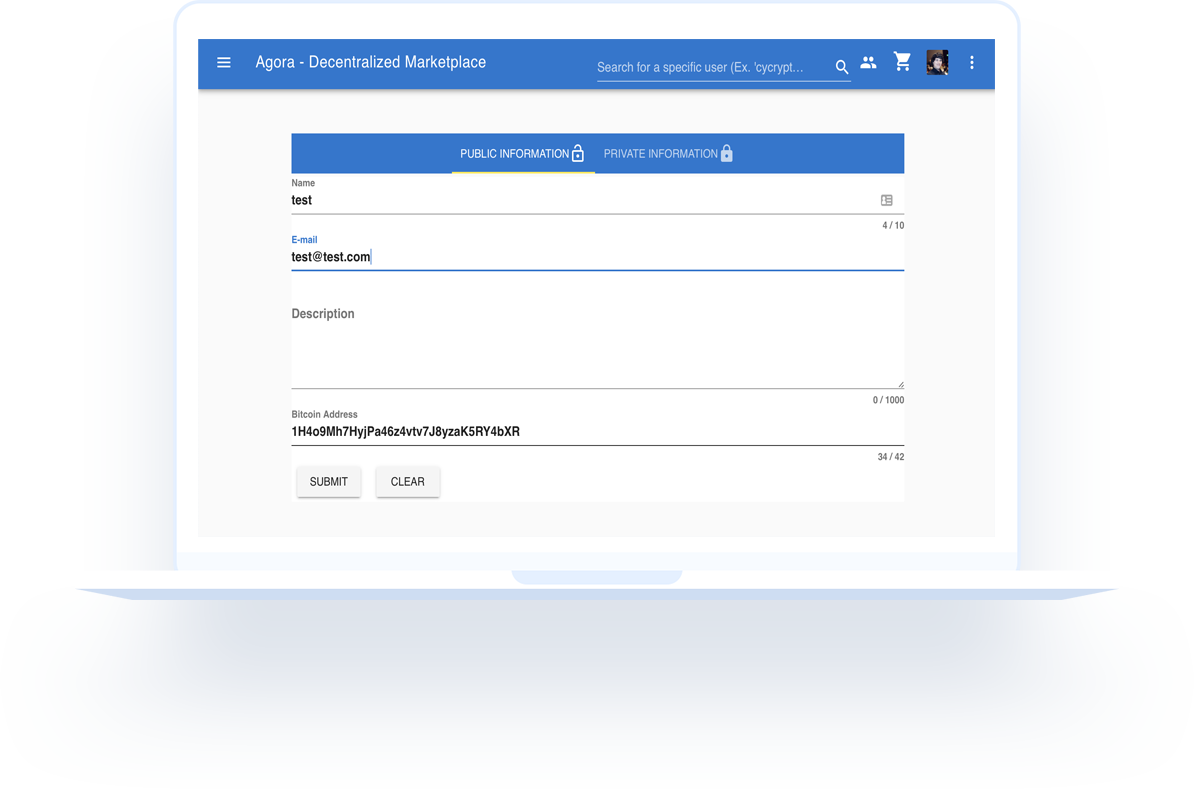 Agora - Decentralized Marketplace
Search for a specific user (Ex. 'cycrypt...
PUBLIC INFORMATION PRIVATE INFORMATION
Name
test
4 / 10
E-mail
test@test.com
Description
0 / 1000
Bitcoin Address
1H4o9Mh7HyjPa46z4vtv7J8yzaK5RY4bXR
34 / 42
SUBMIT CLEAR